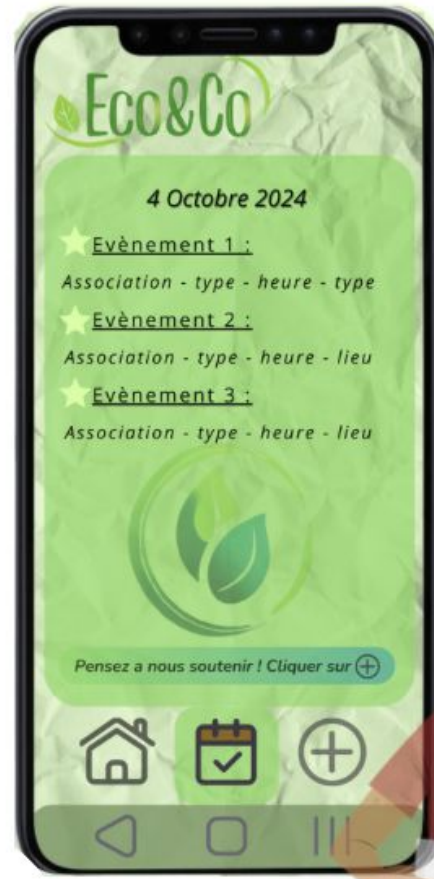 Eco&Co
4 Octobre 2024
Evènement 1 :
Association - type - heure - type
Evènement 2 :
Association - type - heure - lieu
Evènement 3 :
Association - type - heure - lieu
Pensez a nous soutenir ! Cliquer sur